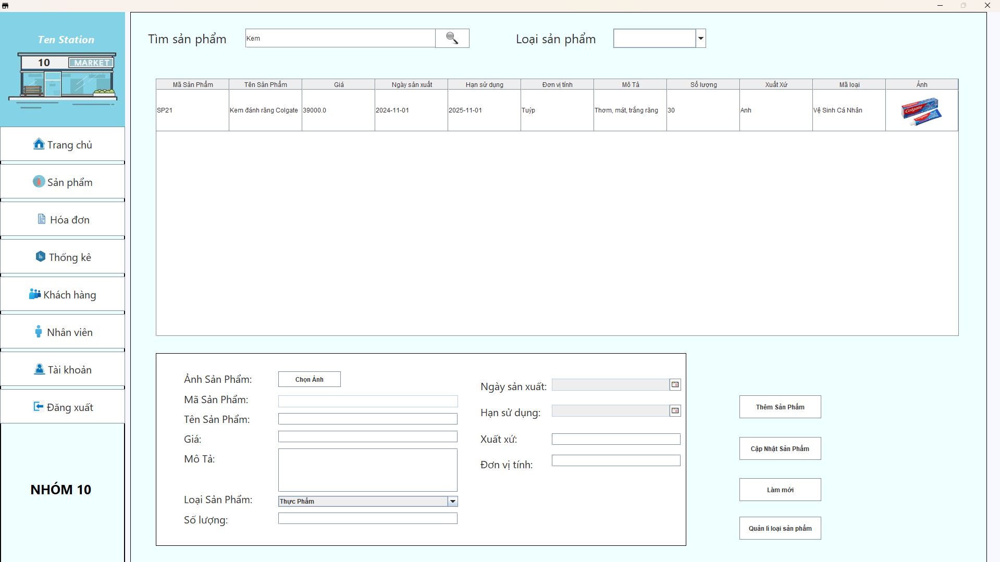 Ten Station
10 MARKET
Trang chủ
Sản phẩm
Hóa đơn
Thống kê
Khách hàng
Nhân viên
Tài khoản
Đăng xuất
NHÓM 10
Tìm sản phẩm Kem Loại sản phẩm
Mã Sản Phẩm Tên Sản Phẩm Giá Ngày sản xuất Hạn sử dụng Đơn vị tính Mô Tả Số lượng Xuất Xứ Mã loại Ảnh
SP21 Kem đánh răng Colgate 39000.0 2024-11-01 2025-11-01 Tuýp Thơm, mát, trắng răng 30 Anh Vệ Sinh Cá Nhân Colgate
Ảnh Sản Phẩm: Chọn Ảnh
Mã Sản Phẩm:
Tên Sản Phẩm:
Giá:
Mô Tả:
Loại Sản Phẩm: Thực Phẩm
Số lượng:
Ngày sản xuất:
Hạn sử dụng:
Xuất xứ:
Đơn vị tính:
Thêm Sản Phẩm
Cập Nhật Sản Phẩm
Làm mới
Quản lí loại sản phẩm